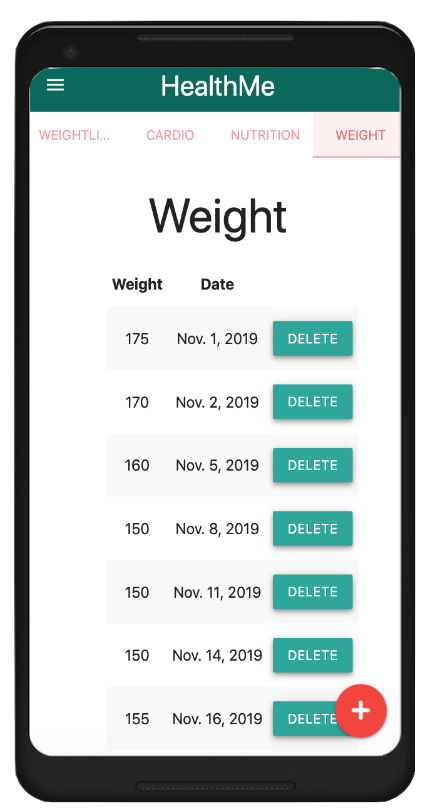 HealthMe
WEIGHTLI... CARDIO NUTRITION WEIGHT
Weight
Weight Date
175 Nov. 1, 2019 DELETE
170 Nov. 2, 2019 DELETE
160 Nov. 5, 2019 DELETE
150 Nov. 8, 2019 DELETE
150 Nov. 11, 2019 DELETE
150 Nov. 14, 2019 DELETE
155 Nov. 16, 2019 DELETE
+